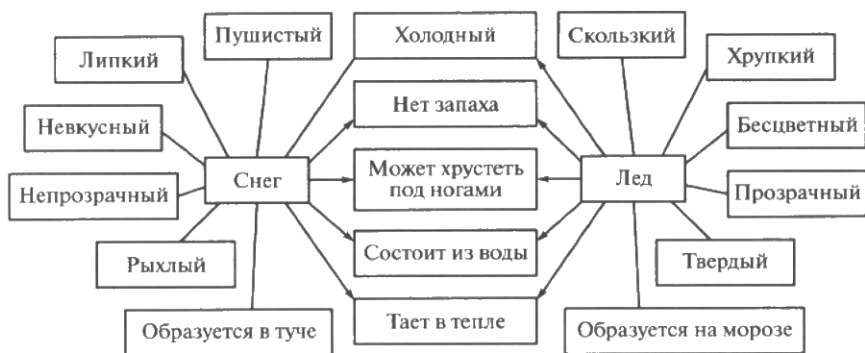 Пушистый
Холодный
Скользкий
Липкий
Хрупкий
Нет запаха
Невкусный
Бесцветный
Снег
Может хрустеть
под ногами
Лед
Непрозрачный
Прозрачный
Рыхлый
Состоит из воды
Твердый
Образуется в туче
Тает в тепле
Образуется на морозе